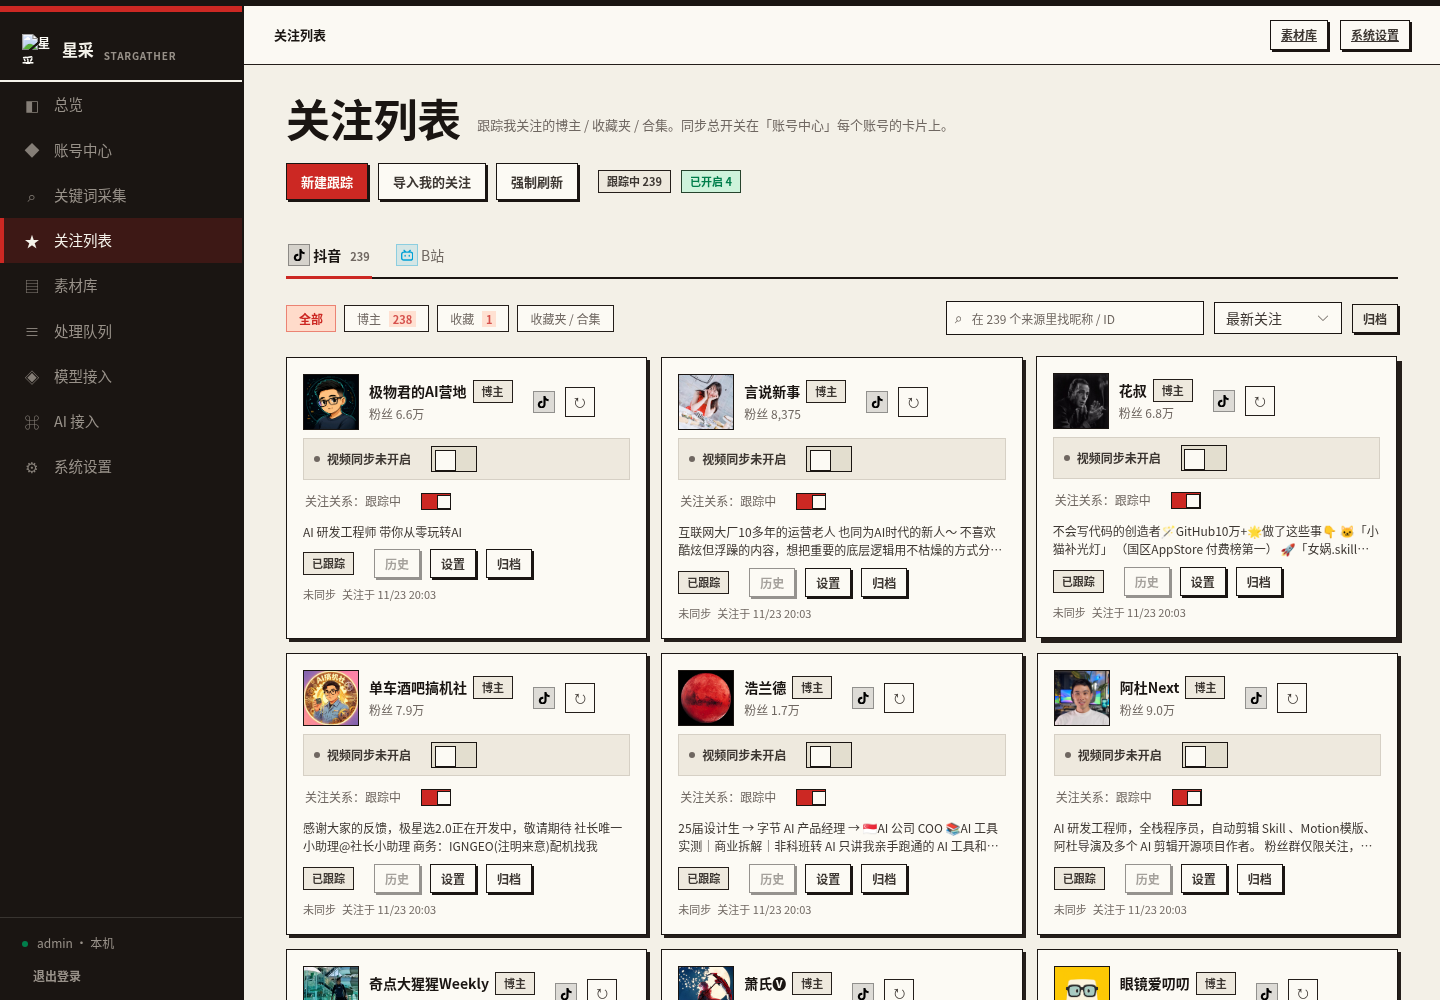 星采
星采 STARGATHER
总览
账号中心
关键词采集
关注列表
素材库
处理队列
模型接入
AI 接入
系统设置
admin · 本机
退出登录
关注列表
素材库
系统设置
关注列表
跟踪我关注的博主 / 收藏夹 / 合集。同步总开关在「账号中心」每个账号的卡片上。
新建跟踪
导入我的关注
强制刷新
跟踪中 239
已开启 4
抖音 239
B站
全部
博主 238
收藏 1
收藏夹 / 合集
在 239 个来源里找昵称 / ID
最新关注
归档
极物君的AI营地 博主
粉丝 6.6万
视频同步未开启
关注关系：跟踪中
AI 研发工程师 带你从零玩转AI
已跟踪 历史 设置 归档
未同步 关注于 11/23 20:03
言说新事 博主
粉丝 8,375
视频同步未开启
关注关系：跟踪中
互联网大厂10多年的运营老人 也同为AI时代的新人～ 不喜欢
酷炫但浮躁的内容，想把重要的底层逻辑用不枯燥的方式分…
已跟踪 历史 设置 归档
未同步 关注于 11/23 20:03
花叔 博主
粉丝 6.8万
视频同步未开启
关注关系：跟踪中
不会写代码的创造者🪄GitHub10万+🌟做了这些事👇 🐱「小
猫补光灯」（国区AppStore 付费榜第一） 🚀「女娲.skill…
已跟踪 历史 设置 归档
未同步 关注于 11/23 20:03
单车酒吧搞机社 博主
粉丝 7.9万
视频同步未开启
关注关系：跟踪中
感谢大家的反馈，极星选2.0正在开发中，敬请期待 社长唯一
小助理@社长小助理 商务：IGNGEO(注明来意)配机找我
已跟踪 历史 设置 归档
未同步 关注于 11/23 20:03
浩兰德 博主
粉丝 1.7万
视频同步未开启
关注关系：跟踪中
25届设计生 → 字节 AI 产品经理 → 🇸🇬AI 公司 COO 📚AI 工具
实测｜商业拆解｜非科班转 AI 只讲我亲手跑通的 AI 工具和…
已跟踪 历史 设置 归档
未同步 关注于 11/23 20:03
阿杜Next 博主
粉丝 9.0万
视频同步未开启
关注关系：跟踪中
AI 研发工程师，全栈程序员，自动剪辑 Skill 、Motion模版、
阿杜导演及多个 AI 剪辑开源项目作者。 粉丝群仅限关注，…
已跟踪 历史 设置 归档
未同步 关注于 11/23 20:03
奇点大猩猩Weekly 博主
萧氏🅥 博主
眼镜爱叨叨 博主